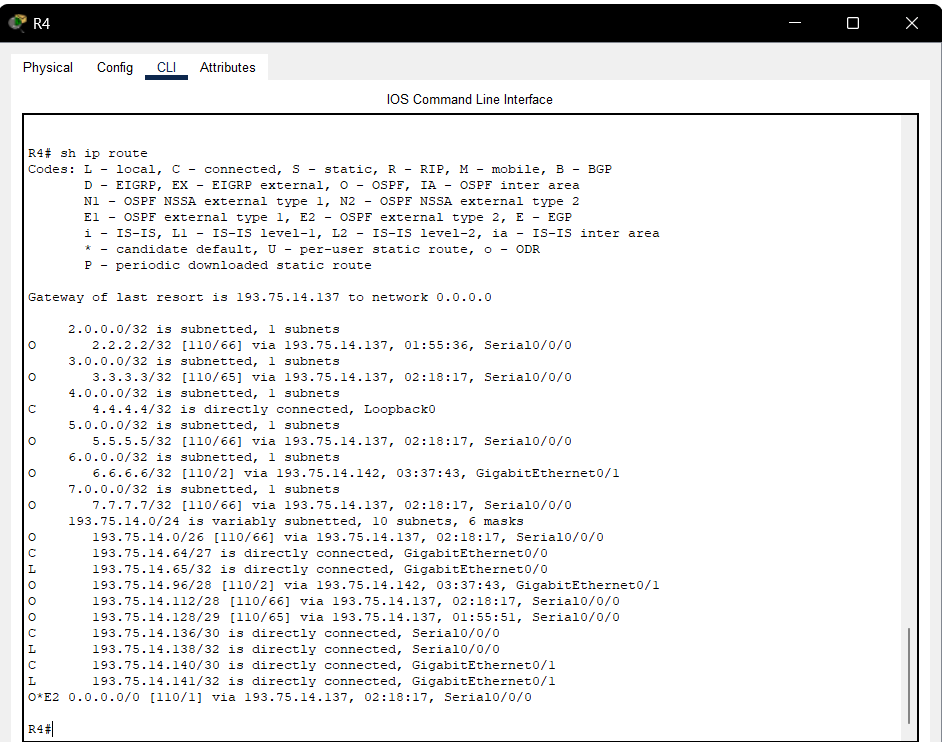 R4
Physical Config CLI Attributes
IOS Command Line Interface
R4# sh ip route
Codes: L - local, C - connected, S - static, R - RIP, M - mobile, B - BGP
       D - EIGRP, EX - EIGRP external, O - OSPF, IA - OSPF inter area
       N1 - OSPF NSSA external type 1, N2 - OSPF NSSA external type 2
       E1 - OSPF external type 1, E2 - OSPF external type 2, E - EGP
       i - IS-IS, L1 - IS-IS level-1, L2 - IS-IS level-2, ia - IS-IS inter area
       * - candidate default, U - per-user static route, o - ODR
       P - periodic downloaded static route
Gateway of last resort is 193.75.14.137 to network 0.0.0.0
     2.0.0.0/32 is subnetted, 1 subnets
O       2.2.2.2/32 [110/66] via 193.75.14.137, 01:55:36, Serial0/0/0
     3.0.0.0/32 is subnetted, 1 subnets
O       3.3.3.3/32 [110/65] via 193.75.14.137, 02:18:17, Serial0/0/0
     4.0.0.0/32 is subnetted, 1 subnets
C       4.4.4.4/32 is directly connected, Loopback0
     5.0.0.0/32 is subnetted, 1 subnets
O       5.5.5.5/32 [110/66] via 193.75.14.137, 02:18:17, Serial0/0/0
     6.0.0.0/32 is subnetted, 1 subnets
O       6.6.6.6/32 [110/2] via 193.75.14.142, 03:37:43, GigabitEthernet0/1
     7.0.0.0/32 is subnetted, 1 subnets
O       7.7.7.7/32 [110/66] via 193.75.14.137, 02:18:17, Serial0/0/0
     193.75.14.0/24 is variably subnetted, 10 subnets, 6 masks
O       193.75.14.0/26 [110/66] via 193.75.14.137, 02:18:17, Serial0/0/0
C       193.75.14.64/27 is directly connected, GigabitEthernet0/0
L       193.75.14.65/32 is directly connected, GigabitEthernet0/0
O       193.75.14.96/28 [110/2] via 193.75.14.142, 03:37:43, GigabitEthernet0/1
O       193.75.14.112/28 [110/66] via 193.75.14.137, 02:18:17, Serial0/0/0
O       193.75.14.128/29 [110/65] via 193.75.14.137, 01:55:51, Serial0/0/0
C       193.75.14.136/30 is directly connected, Serial0/0/0
L       193.75.14.138/32 is directly connected, Serial0/0/0
C       193.75.14.140/30 is directly connected, GigabitEthernet0/1
L       193.75.14.141/32 is directly connected, GigabitEthernet0/1
O*E2 0.0.0.0/0 [110/1] via 193.75.14.137, 02:18:17, Serial0/0/0
R4#